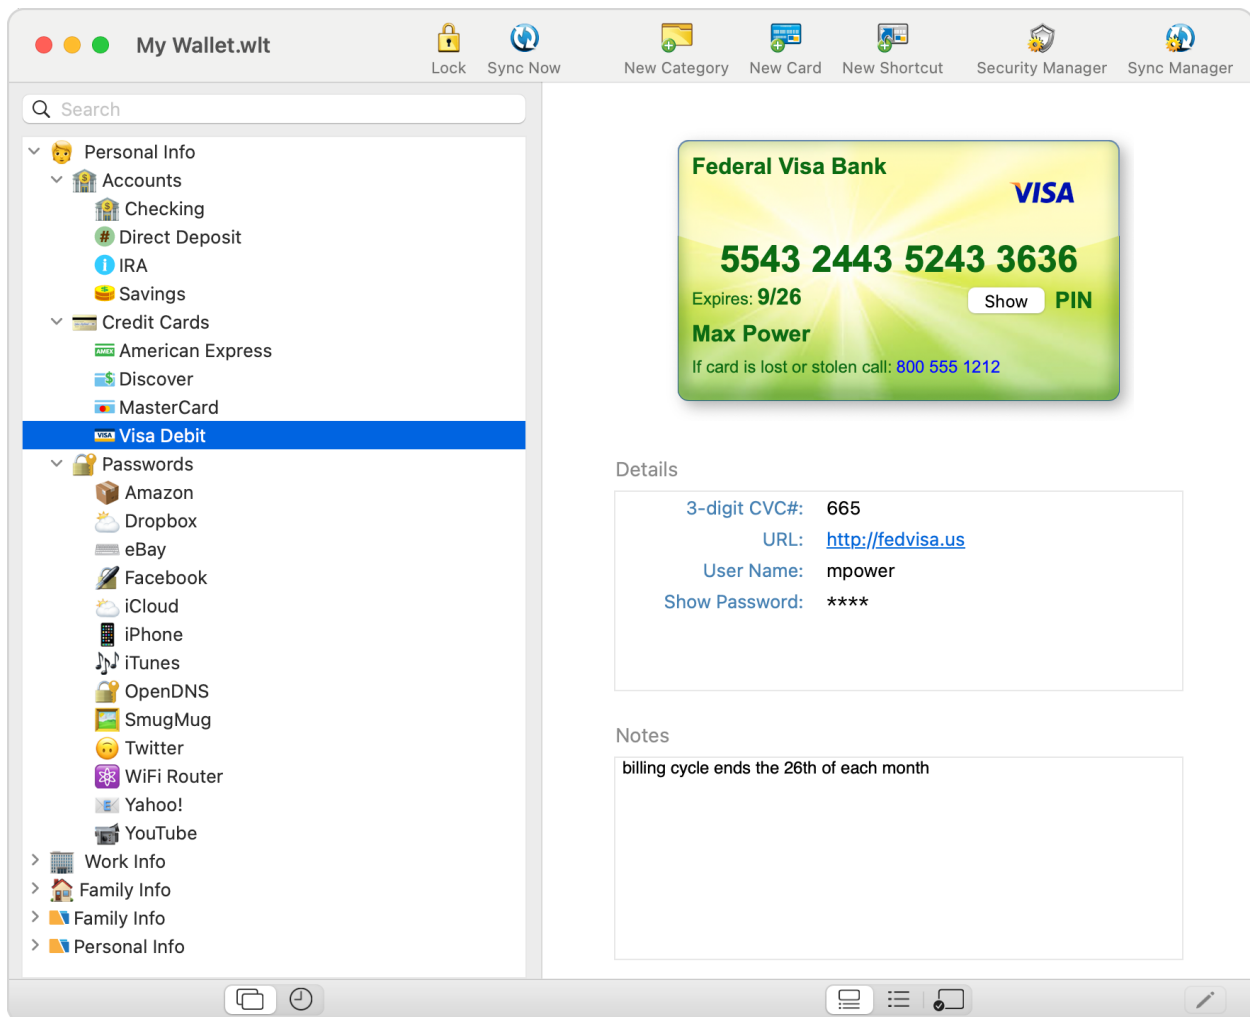 My Wallet.wlt
Lock
Sync Now
New Category
New Card
New Shortcut
Security Manager
Sync Manager
Search
Personal Info
Accounts
Checking
# Direct Deposit
i IRA
$ Savings
Credit Cards
AMEX American Express
$ Discover
MasterCard
VISA Visa Debit
Passwords
Amazon
Dropbox
eBay
Facebook
iCloud
iPhone
iTunes
OpenDNS
SmugMug
Twitter
WiFi Router
Yahoo!
YouTube
Work Info
Family Info
Family Info
Personal Info
Federal Visa Bank
VISA
5543 2443 5243 3636
Expires: 9/26
Show PIN
Max Power
If card is lost or stolen call: 800 555 1212
Details
3-digit CVC#: 665
URL: http://fedvisa.us
User Name: mpower
Show Password: ****
Notes
billing cycle ends the 26th of each month